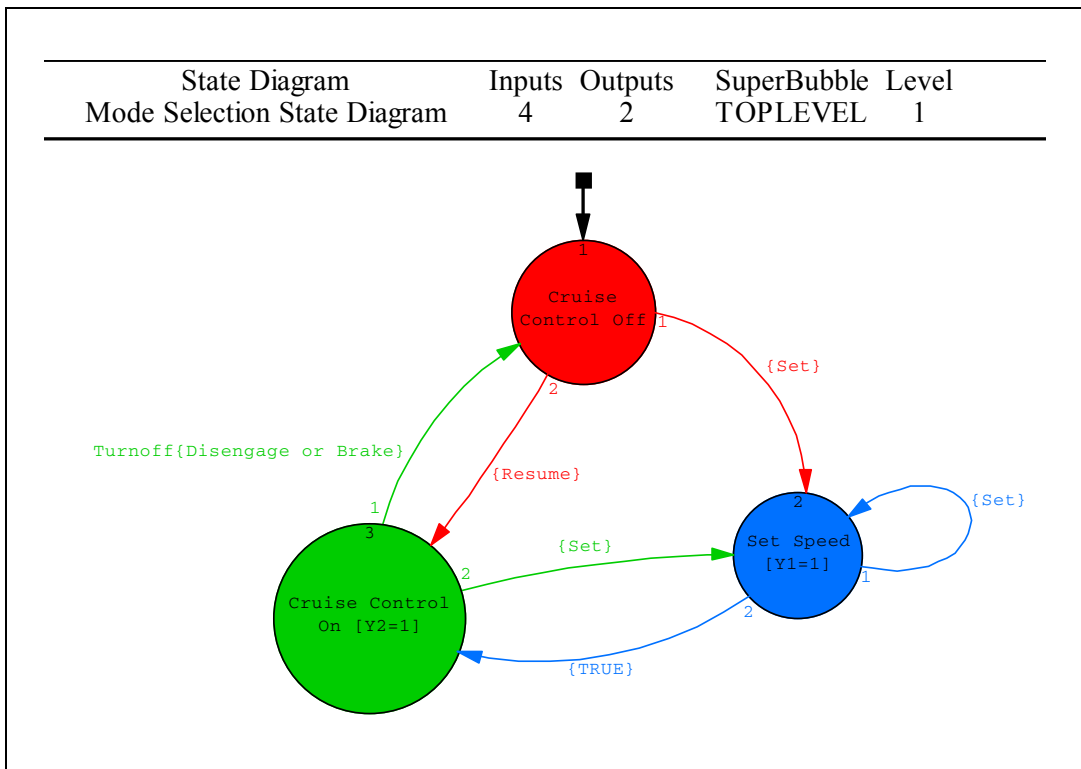 State Diagram Inputs Outputs SuperBubble Level
Mode Selection State Diagram 4 2 TOPLEVEL 1
1
Cruise
Control Off
1
2
{Set}
Turnoff{Disengage or Brake}
{Resume}
1
3
2
{Set}
2
Set Speed
[Y1=1]
{Set}
1
2
Cruise Control
On [Y2=1]
{TRUE}